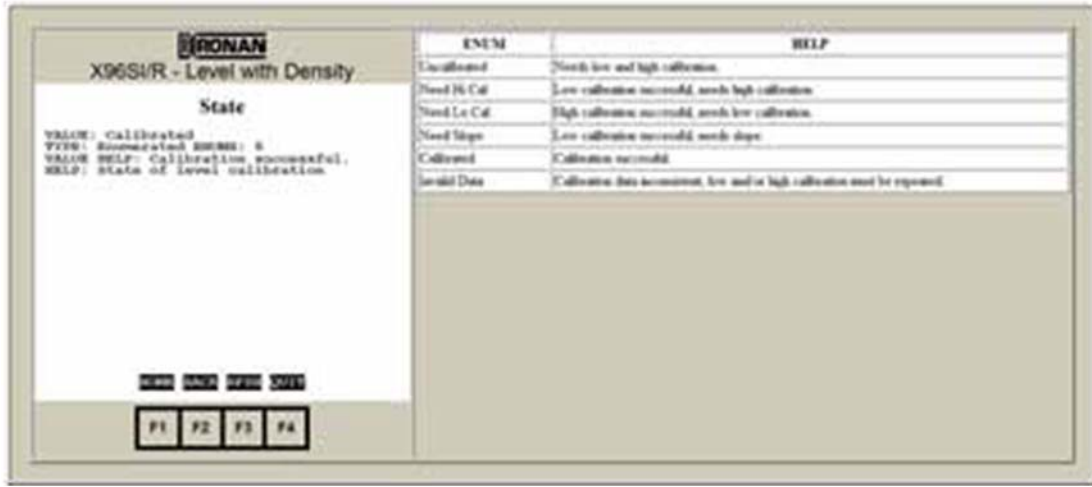 RONAN
X96SI/R - Level with Density
State
VALUE: Calibrated
TYPE: Enumerated ENUMS: 6
VALUE HELP: Calibration successful.
HELP: State of level calibration
HOME BACK QUIT
F1 F2 F3 F4
ENUM HELP
Uncalibrated Needs low and high calibration.
Need Hi Cal Low calibration successful, needs high calibration.
Need Lo Cal High calibration successful, needs low calibration.
Need Slope Low calibration successful, needs slope.
Calibrated Calibration successful.
Invalid Data Calibration data inconsistent, low and/or high calibration must be repeated.